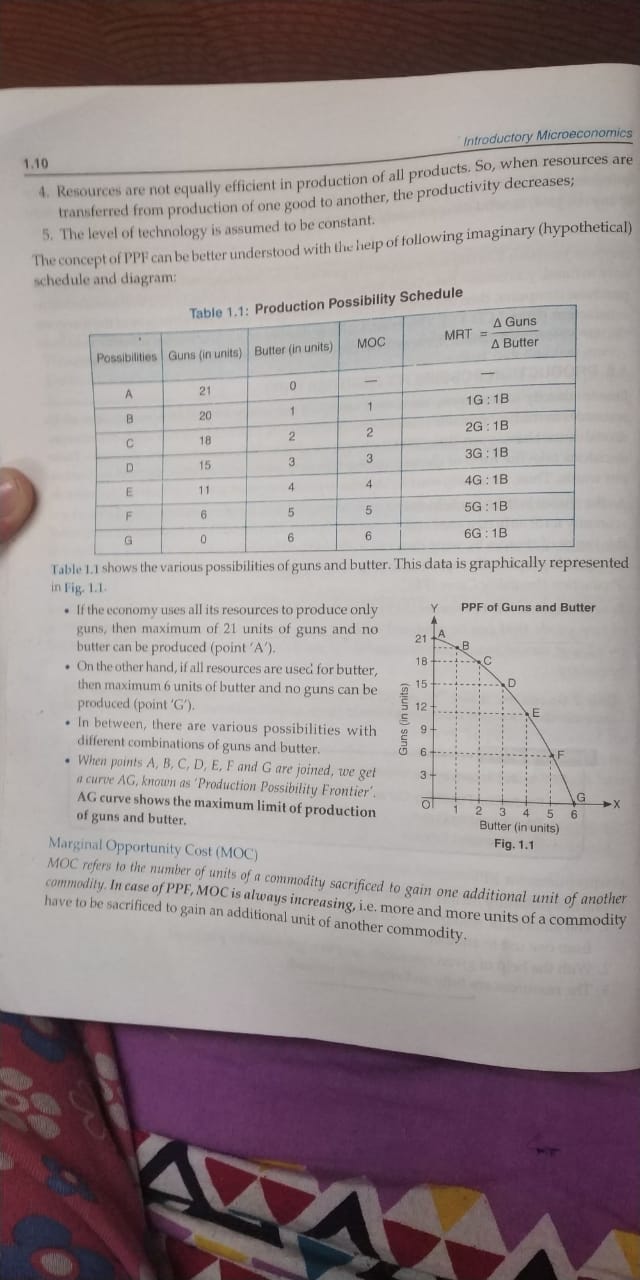 1.10
Introductory Microeconomics
4. Resources are not equally efficient in production of all products. So, when resources are
transferred from production of one good to another, the productivity decreases;
5. The level of technology is assumed to be constant.
The concept of PPF can be better understood with the help of following imaginary (hypothetical)
schedule and diagram:
Table 1.1: Production Possibility Schedule
Possibilities Guns (in units) Butter (in units) MOC MRT = Δ Guns / Δ Butter
A 21 0 — —
B 20 1 1 1G : 1B
C 18 2 2 2G : 1B
D 15 3 3 3G : 1B
E 11 4 4 4G : 1B
F 6 5 5 5G : 1B
G 0 6 6 6G : 1B
Table 1.1 shows the various possibilities of guns and butter. This data is graphically represented
in Fig. 1.1.
• If the economy uses all its resources to produce only
guns, then maximum of 21 units of guns and no
butter can be produced (point 'A').
• On the other hand, if all resources are used for butter,
then maximum 6 units of butter and no guns can be
produced (point 'G').
• In between, there are various possibilities with
different combinations of guns and butter.
• When points A, B, C, D, E, F and G are joined, we get
a curve AG, known as 'Production Possibility Frontier'.
AG curve shows the maximum limit of production
of guns and butter.
Y PPF of Guns and Butter
21 A
B
18 C
15 D
12 E
9
6 F
3
G
O 1 2 3 4 5 6 X
Guns (in units)
Butter (in units)
Fig. 1.1
Marginal Opportunity Cost (MOC)
MOC refers to the number of units of a commodity sacrificed to gain one additional unit of another
commodity. In case of PPF, MOC is always increasing, i.e. more and more units of a commodity
have to be sacrificed to gain an additional unit of another commodity.